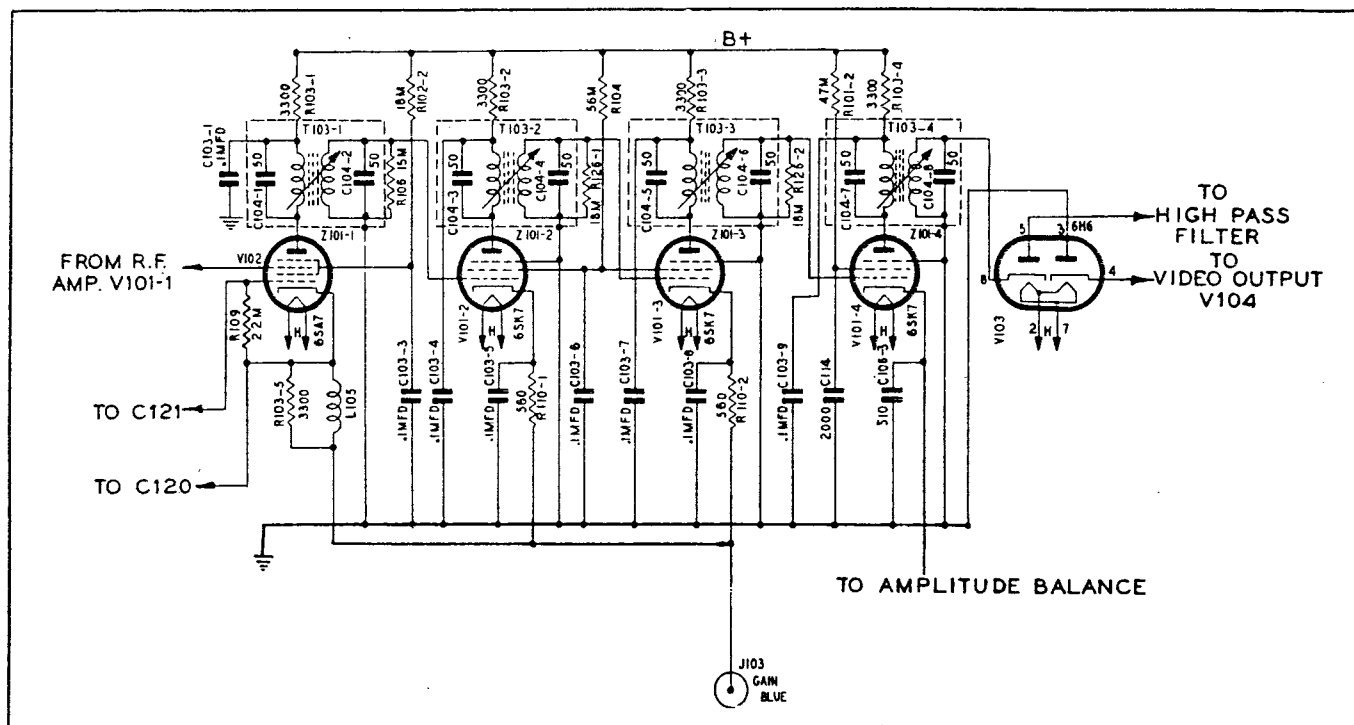 B+
3300
R103-1
18M
R102-2
3300
R103-2
56M
R104
3300
R103-3
47M
R101-2
3300
R103-4
C103-1
.1MFD
T103-1
T103-2
T103-3
T103-4
50
C104-1
C104-2
50
R106 15M
50
C104-3
C104-4
50
R126-1
18M
50
C104-5
C104-6
50
R126-2
18M
50
C104-7
50
Z101-1
Z101-2
Z101-3
Z101-4
FROM R.F.
AMP. V101-1
V102
H
6SA7
R109
22M
V101-2
H
6SK7
V101-3
H
6SK7
V101-4
H
6SK7
5
3
6H6
8
4
V103
2
H
7
TO
HIGH PASS
FILTER
TO
VIDEO OUTPUT
V104
TO C121
R103-5
3300
L105
TO C120
.1MFD
C103-3
.1MFD
C103-4
.1MFD
C103-5
560
R110-1
.1MFD
C103-6
.1MFD
C103-7
.1MFD
C103-8
560
R110-2
.1MFD
C103-9
2000
C114
510
C106-3
TO AMPLITUDE BALANCE
J103
GAIN
BLUE